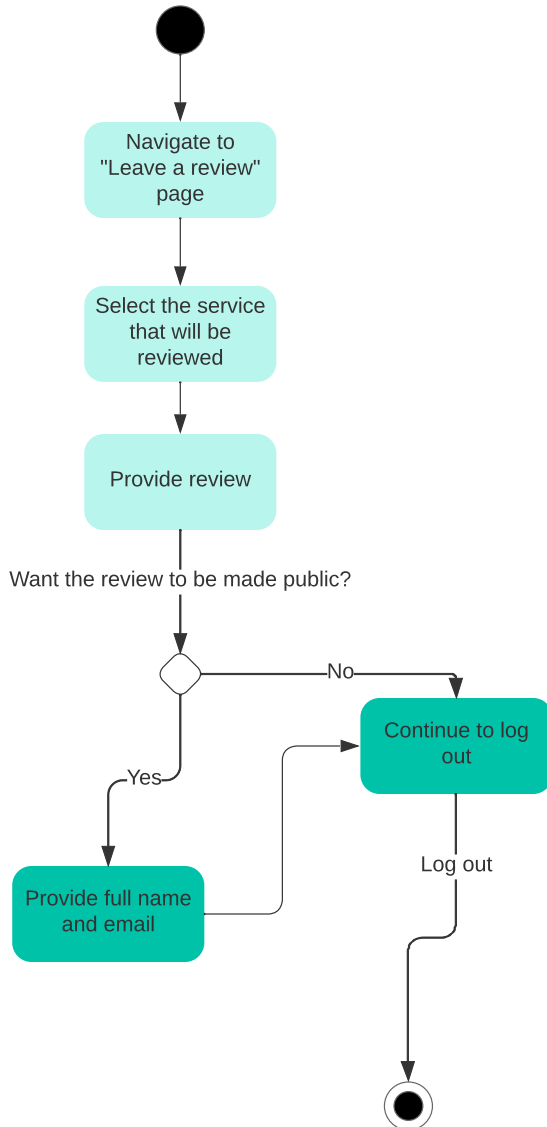 Navigate to
"Leave a review"
page
Select the service
that will be
reviewed
Provide review
Want the review to be made public?
No
Continue to log
out
Yes
Log out
Provide full name
and email